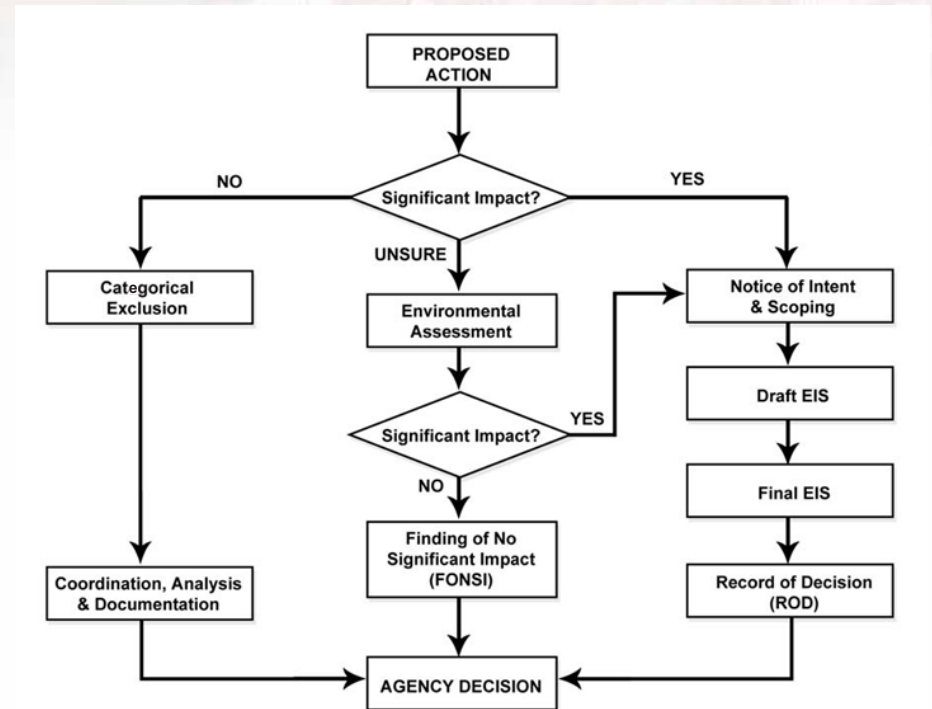 PROPOSED
ACTION
NO
Significant Impact?
YES
UNSURE
Categorical
Exclusion
Environmental
Assessment
Notice of Intent
& Scoping
Draft EIS
Significant Impact?
YES
NO
Final EIS
Finding of No
Significant Impact
(FONSI)
Coordination, Analysis
& Documentation
Record of Decision
(ROD)
AGENCY DECISION